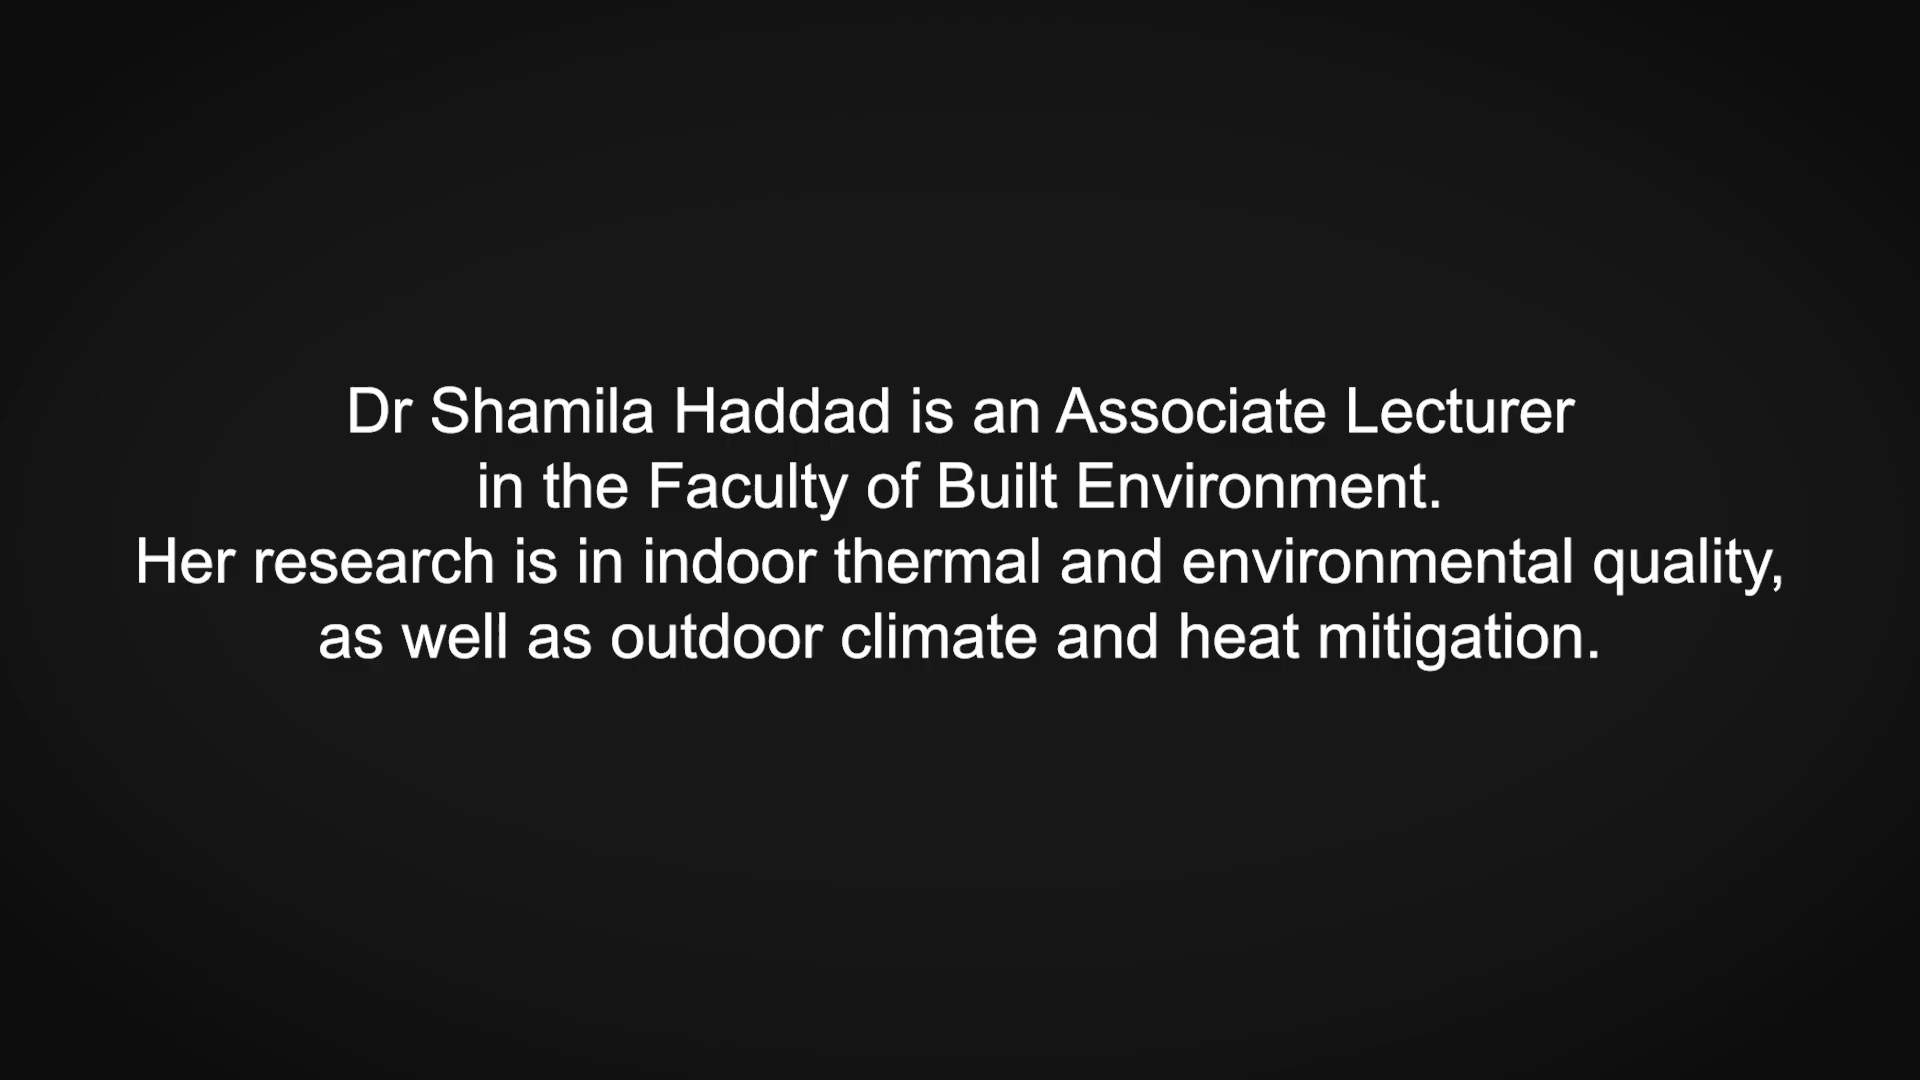 Dr Shamila Haddad is an Associate Lecturer
in the Faculty of Built Environment.
Her research is in indoor thermal and environmental quality,
as well as outdoor climate and heat mitigation.